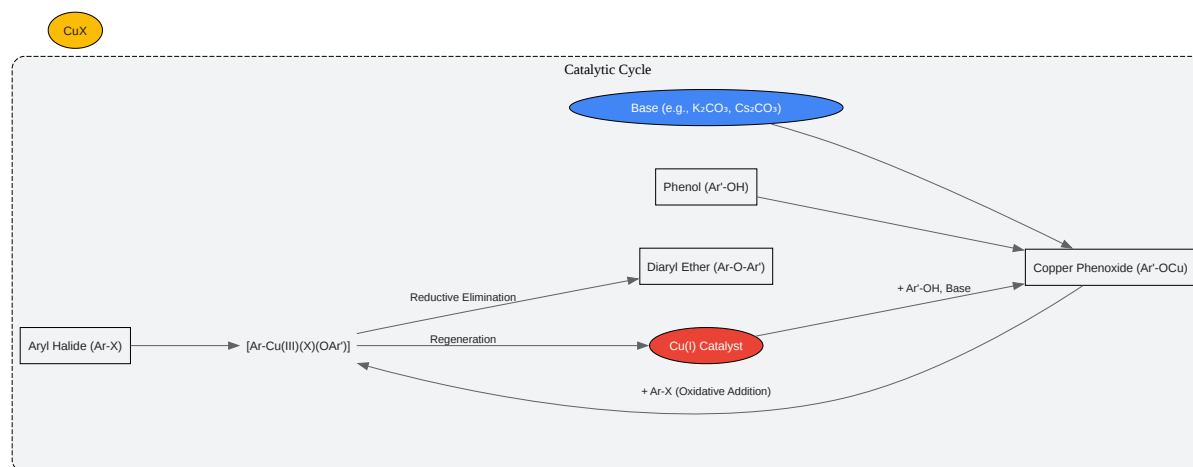 CuX
Catalytic Cycle
Base (e.g., K₂CO₃, Cs₂CO₃)
Phenol (Ar'-OH)
Diaryl Ether (Ar-O-Ar')
Copper Phenoxide (Ar'-OCu)
+ Ar'-OH, Base
Reductive Elimination
Regeneration
Aryl Halide (Ar-X)
[Ar-Cu(III)(X)(OAr')]
Cu(I) Catalyst
+ Ar-X (Oxidative Addition)